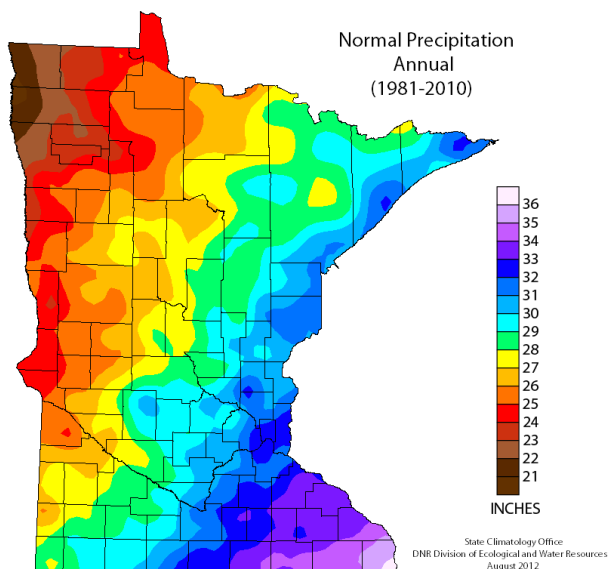 Normal Precipitation
Annual
(1981-2010)
36
35
34
33
32
31
30
29
28
27
26
25
24
23
22
21
INCHES
State Climatology Office
DNR Division of Ecological and Water Resources
August 2012